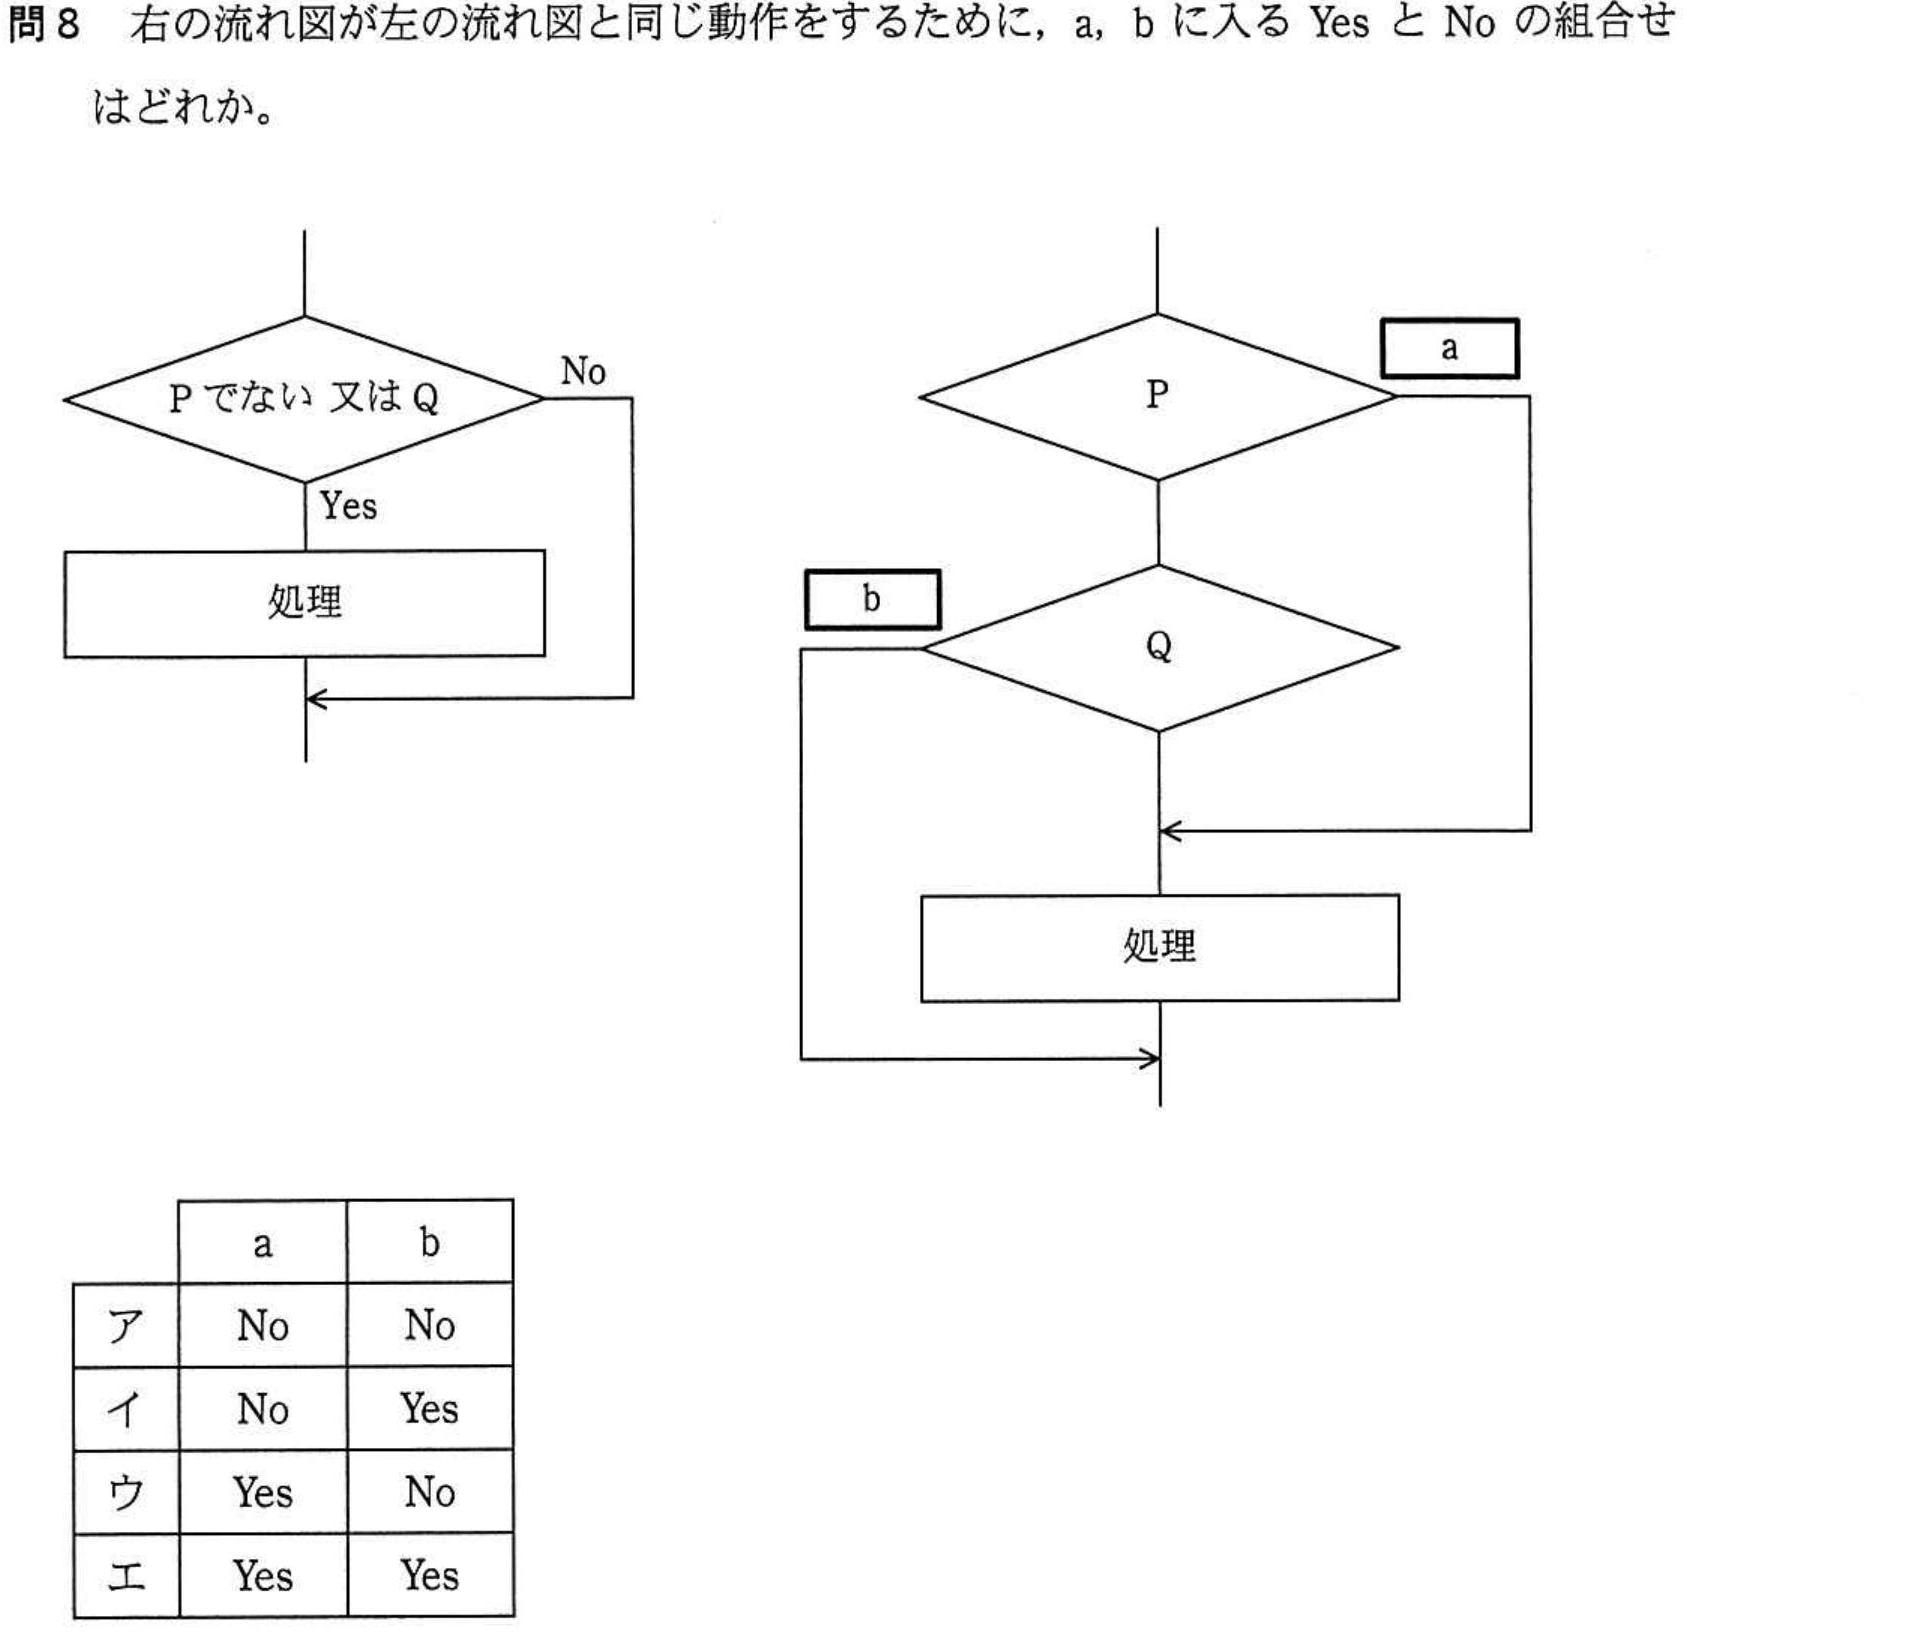 問8 右の流れ図が左の流れ図と同じ動作をするために，a，b に入る Yes と No の組合せ
はどれか。
P でない 又は Q
No
Yes
処理
P
a
b
Q
処理
a b
ア No No
イ No Yes
ウ Yes No
エ Yes Yes